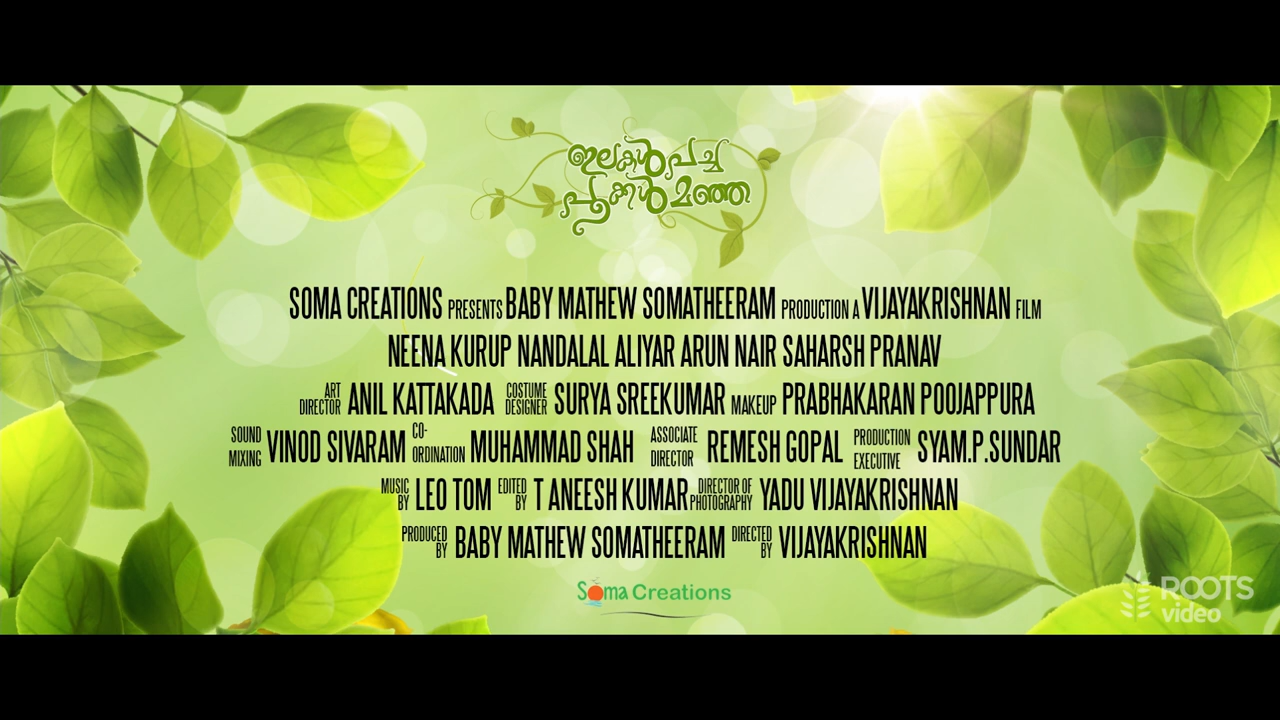 ഇലകൾ പച്ച
പൂക്കൾ മഞ്ഞ
SOMA CREATIONS PRESENTS BABY MATHEW SOMATHEERAM PRODUCTION A VIJAYAKRISHNAN FILM
NEENA KURUP NANDALAL ALIYAR ARUN NAIR SAHARSH PRANAV
ART DIRECTOR ANIL KATTAKADA COSTUME DESIGNER SURYA SREEKUMAR MAKEUP PRABHAKARAN POOJAPPURA
SOUND MIXING VINOD SIVARAM CO-ORDINATION MUHAMMAD SHAH ASSOCIATE DIRECTOR REMESH GOPAL PRODUCTION EXECUTIVE SYAM.P.SUNDAR
MUSIC BY LEO TOM EDITED BY T ANEESH KUMAR DIRECTOR OF PHOTOGRAPHY YADU VIJAYAKRISHNAN
PRODUCED BY BABY MATHEW SOMATHEERAM DIRECTED BY VIJAYAKRISHNAN
Soma Creations
ROOTS
video